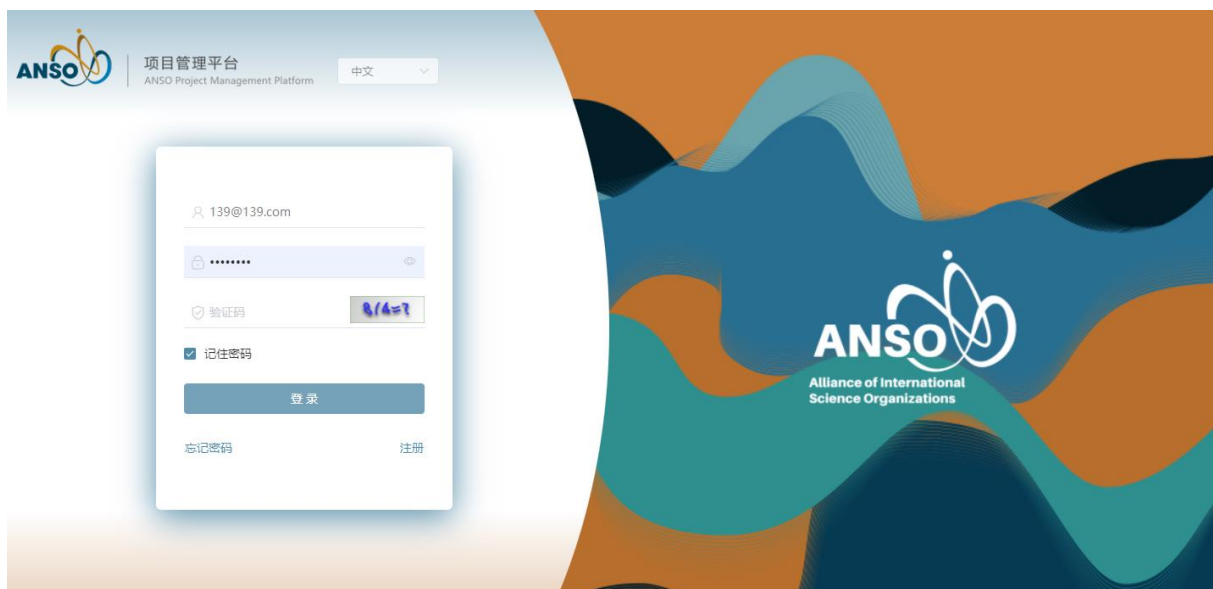 ANSO
项目管理平台
ANSO Project Management Platform
中文
139@139.com
••••••••
验证码
8/4=?
记住密码
登录
忘记密码
注册
ANSO
Alliance of International
Science Organizations